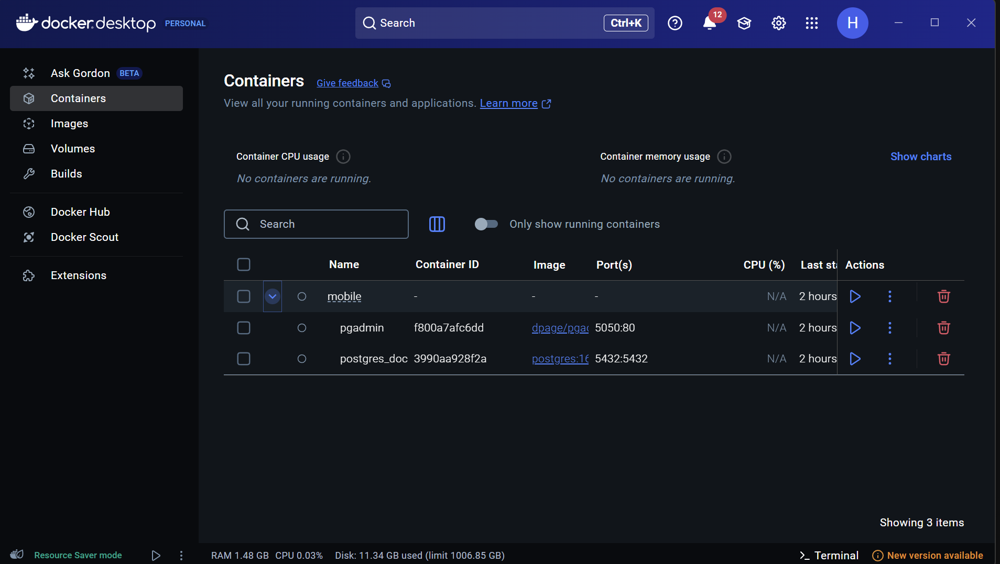 docker.desktop PERSONAL
Search Ctrl+K
12
H
Ask Gordon BETA
Containers
Images
Volumes
Builds
Docker Hub
Docker Scout
Extensions
Containers Give feedback
View all your running containers and applications. Learn more
Container CPU usage
No containers are running.
Container memory usage
No containers are running.
Show charts
Search
Only show running containers
Name Container ID Image Port(s) CPU (%) Last sta Actions
mobile - - - N/A 2 hours
pgadmin f800a7afc6dd dpage/pgad 5050:80 N/A 2 hours
postgres_doc 3990aa928f2a postgres:16 5432:5432 N/A 2 hours
Showing 3 items
Resource Saver mode
RAM 1.48 GB CPU 0.03% Disk: 11.34 GB used (limit 1006.85 GB)
>_ Terminal
New version available